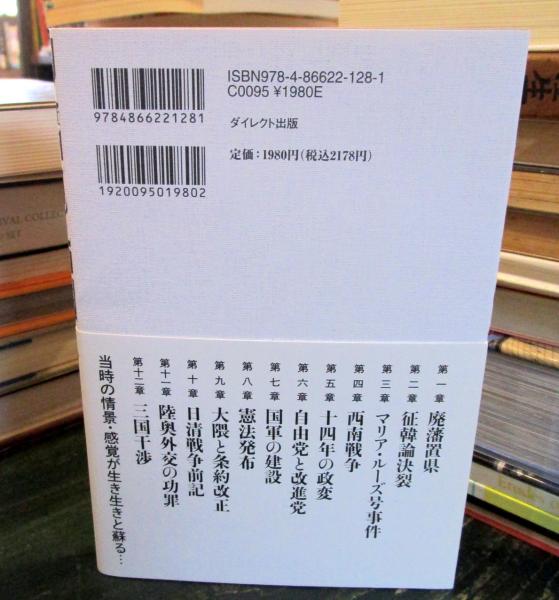 ISBN978-4-86622-128-1
C0095 ¥1980E
9784866221281
ダイレクト出版
定価:1980円(税込2178円)
1920095019802
第一章 廃藩置県
第二章 征韓論決裂
第三章 マリア・ルーズ号事件
第四章 西南戦争
第五章 十四年の政変
第六章 自由党と改進党
第七章 国軍の建設
第八章 憲法発布
第九章 大隈と条約改正
第十章 日清戦争前記
第十一章 陸奥外交の功罪
第十二章 三国干渉
当時の情景・感覚が生き生きと蘇る…